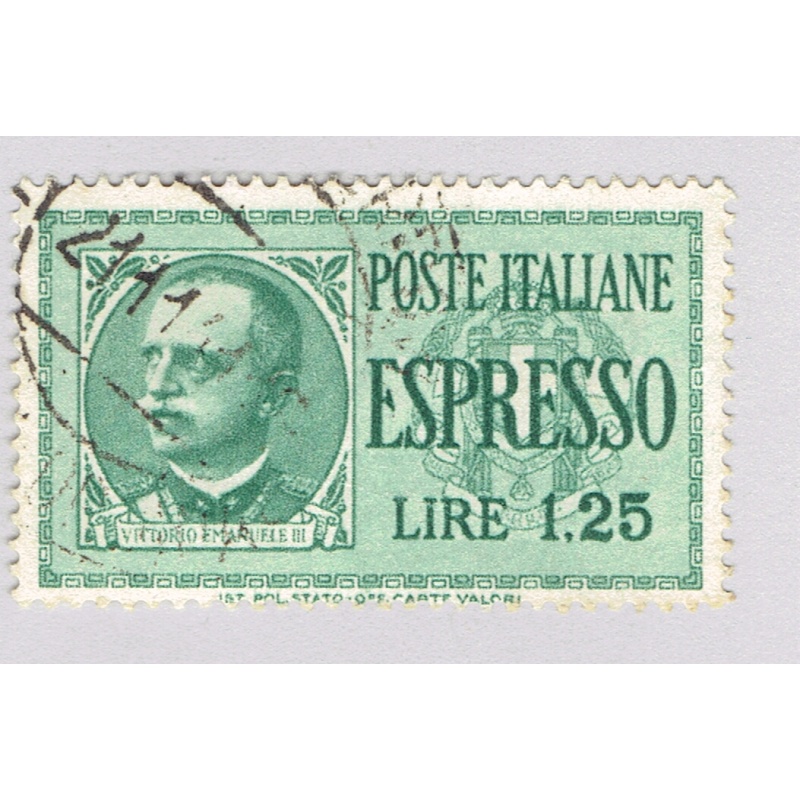 POSTE ITALIANE
ESPRESSO
LIRE 1.25
VITTORIO EMANUELE III
IST. POL. STATO-OFF. CARTE VALORI